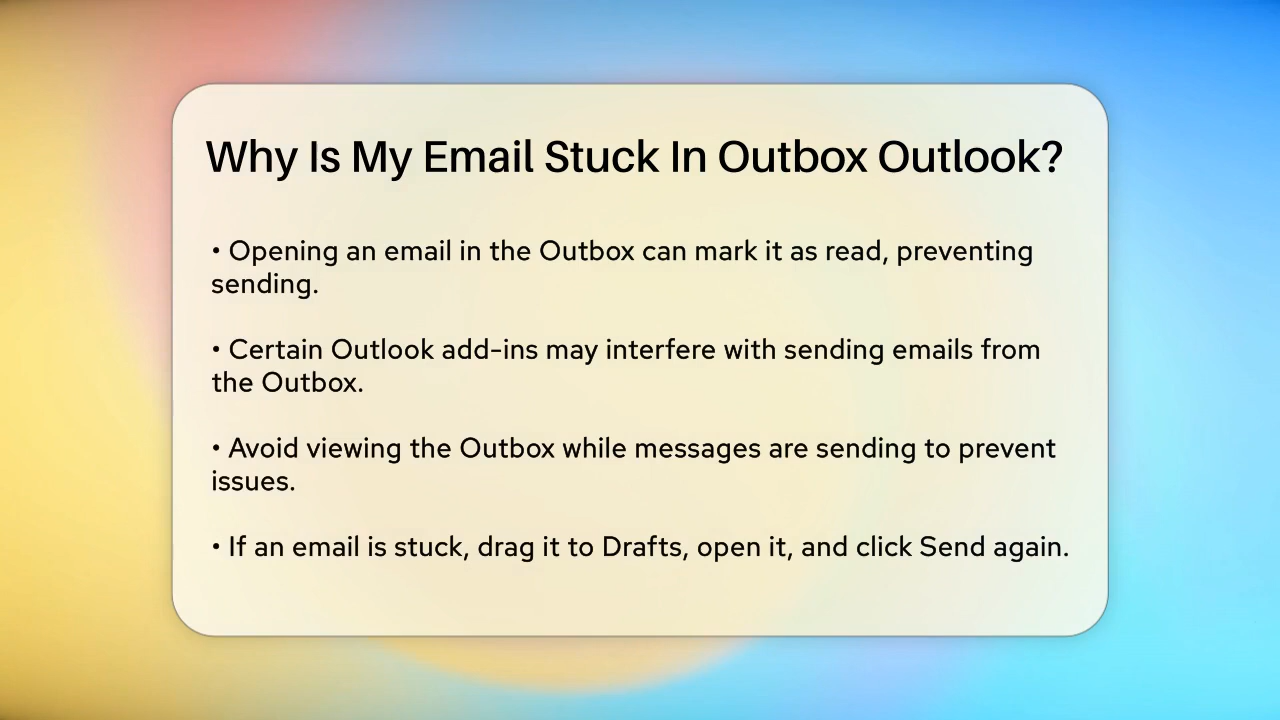 Why Is My Email Stuck In Outbox Outlook?
• Opening an email in the Outbox can mark it as read, preventing
sending.
• Certain Outlook add-ins may interfere with sending emails from
the Outbox.
• Avoid viewing the Outbox while messages are sending to prevent
issues.
• If an email is stuck, drag it to Drafts, open it, and click Send again.